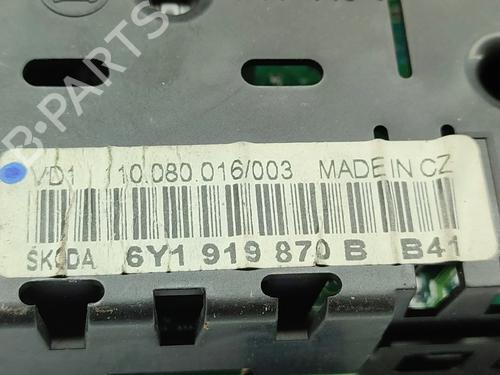 B-PARTS
VD1 110.080.016/003 MADE IN CZ
ŠKODA 6Y1 919 870 B B41